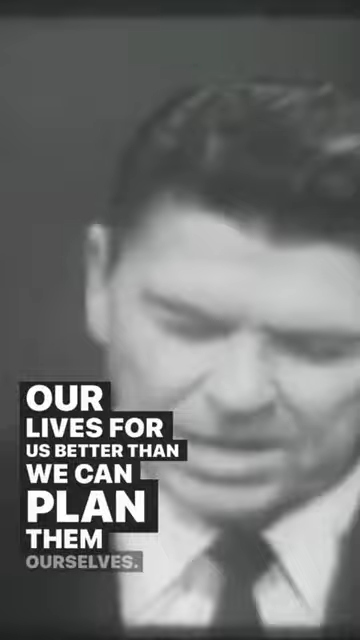 OUR
LIVES FOR
US BETTER THAN
WE CAN
PLAN
THEM
OURSELVES.